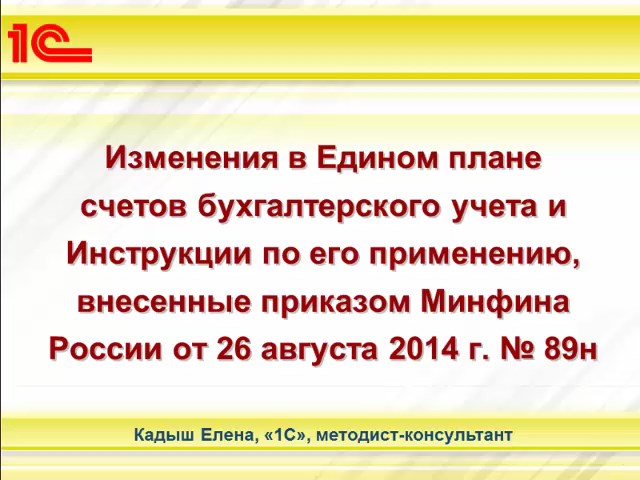 1С
Изменения в Едином плане
счетов бухгалтерского учета и
Инструкции по его применению,
внесенные приказом Минфина
России от 26 августа 2014 г. № 89н
Кадыш Елена, «1С», методист-консультант